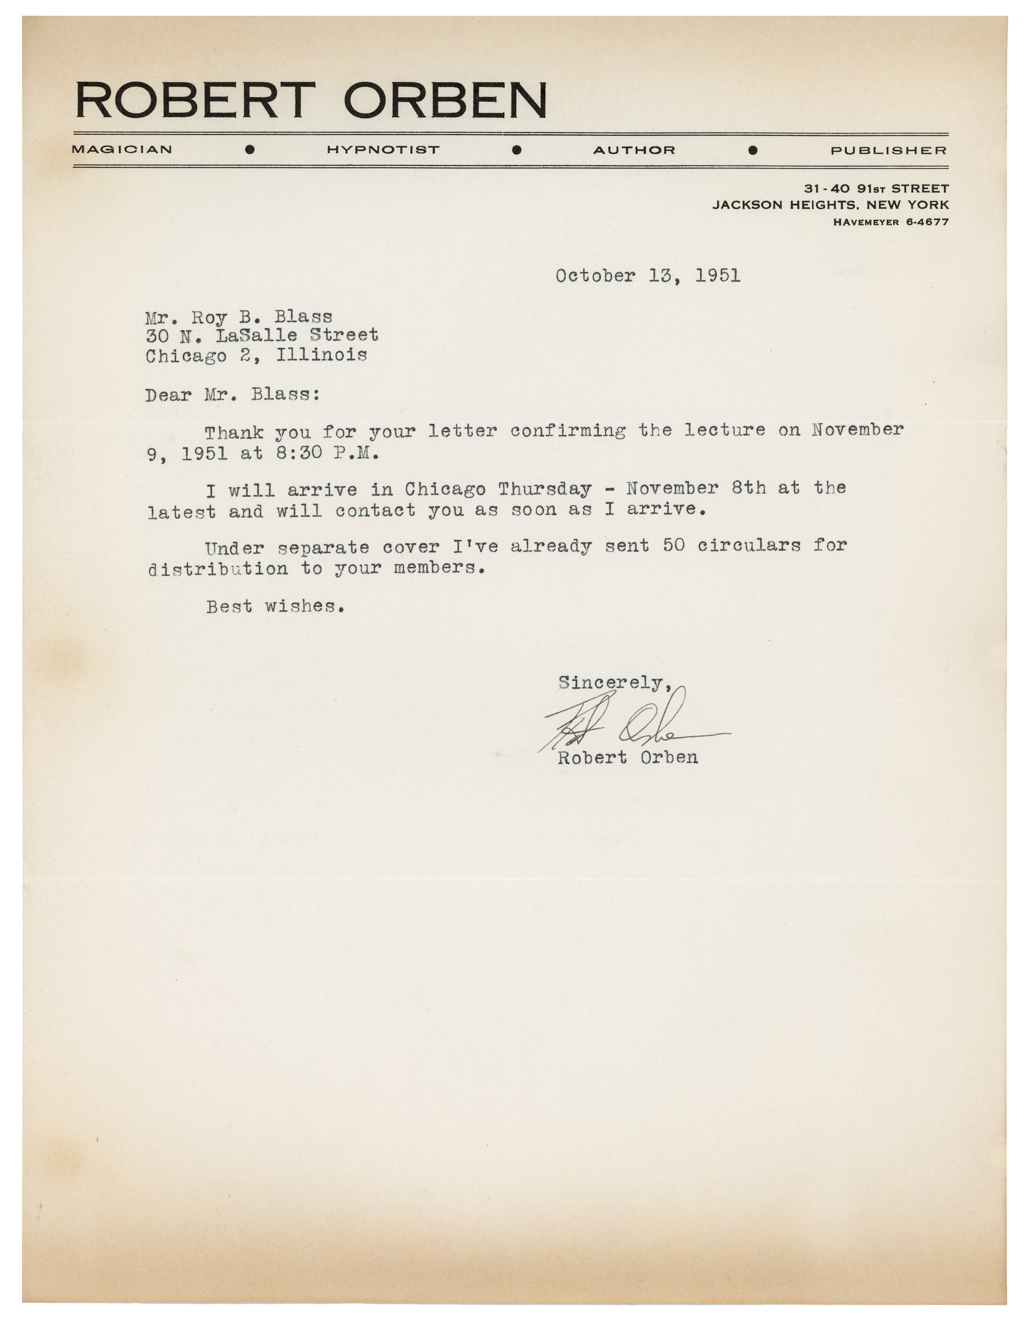 ROBERT ORBEN
MAGICIAN ● HYPNOTIST ● AUTHOR ● PUBLISHER
31-40 91ST STREET
JACKSON HEIGHTS, NEW YORK
HAVEMEYER 6-4677
October 13, 1951
Mr. Roy B. Blass
30 N. LaSalle Street
Chicago 2, Illinois
Dear Mr. Blass:
Thank you for your letter confirming the lecture on November
9, 1951 at 8:30 P.M.
I will arrive in Chicago Thursday - November 8th at the
latest and will contact you as soon as I arrive.
Under separate cover I've already sent 50 circulars for
distribution to your members.
Best wishes.
Sincerely,
Robert Orben